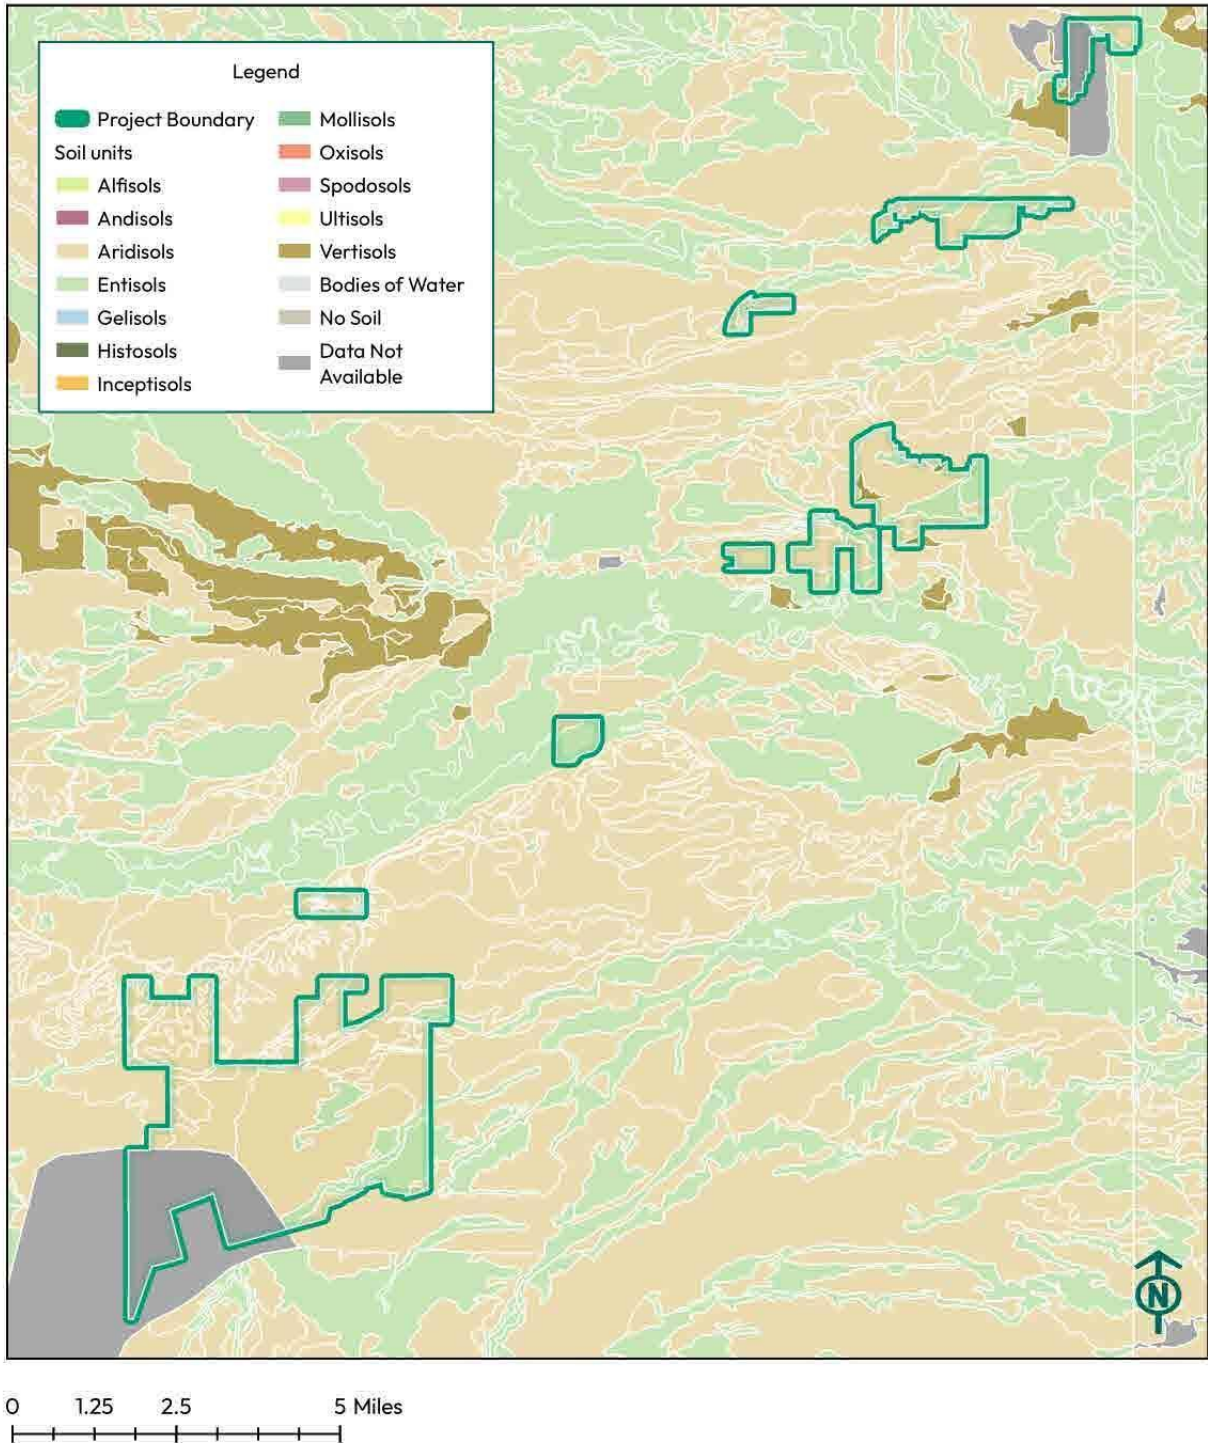 Legend
Project Boundary
Soil units
Alfisols
Andisols
Aridisols
Entisols
Gelisols
Histosols
Inceptisols
Mollisols
Oxisols
Spodosols
Ultisols
Vertisols
Bodies of Water
No Soil
Data Not
Available
N
0 1.25 2.5 5 Miles